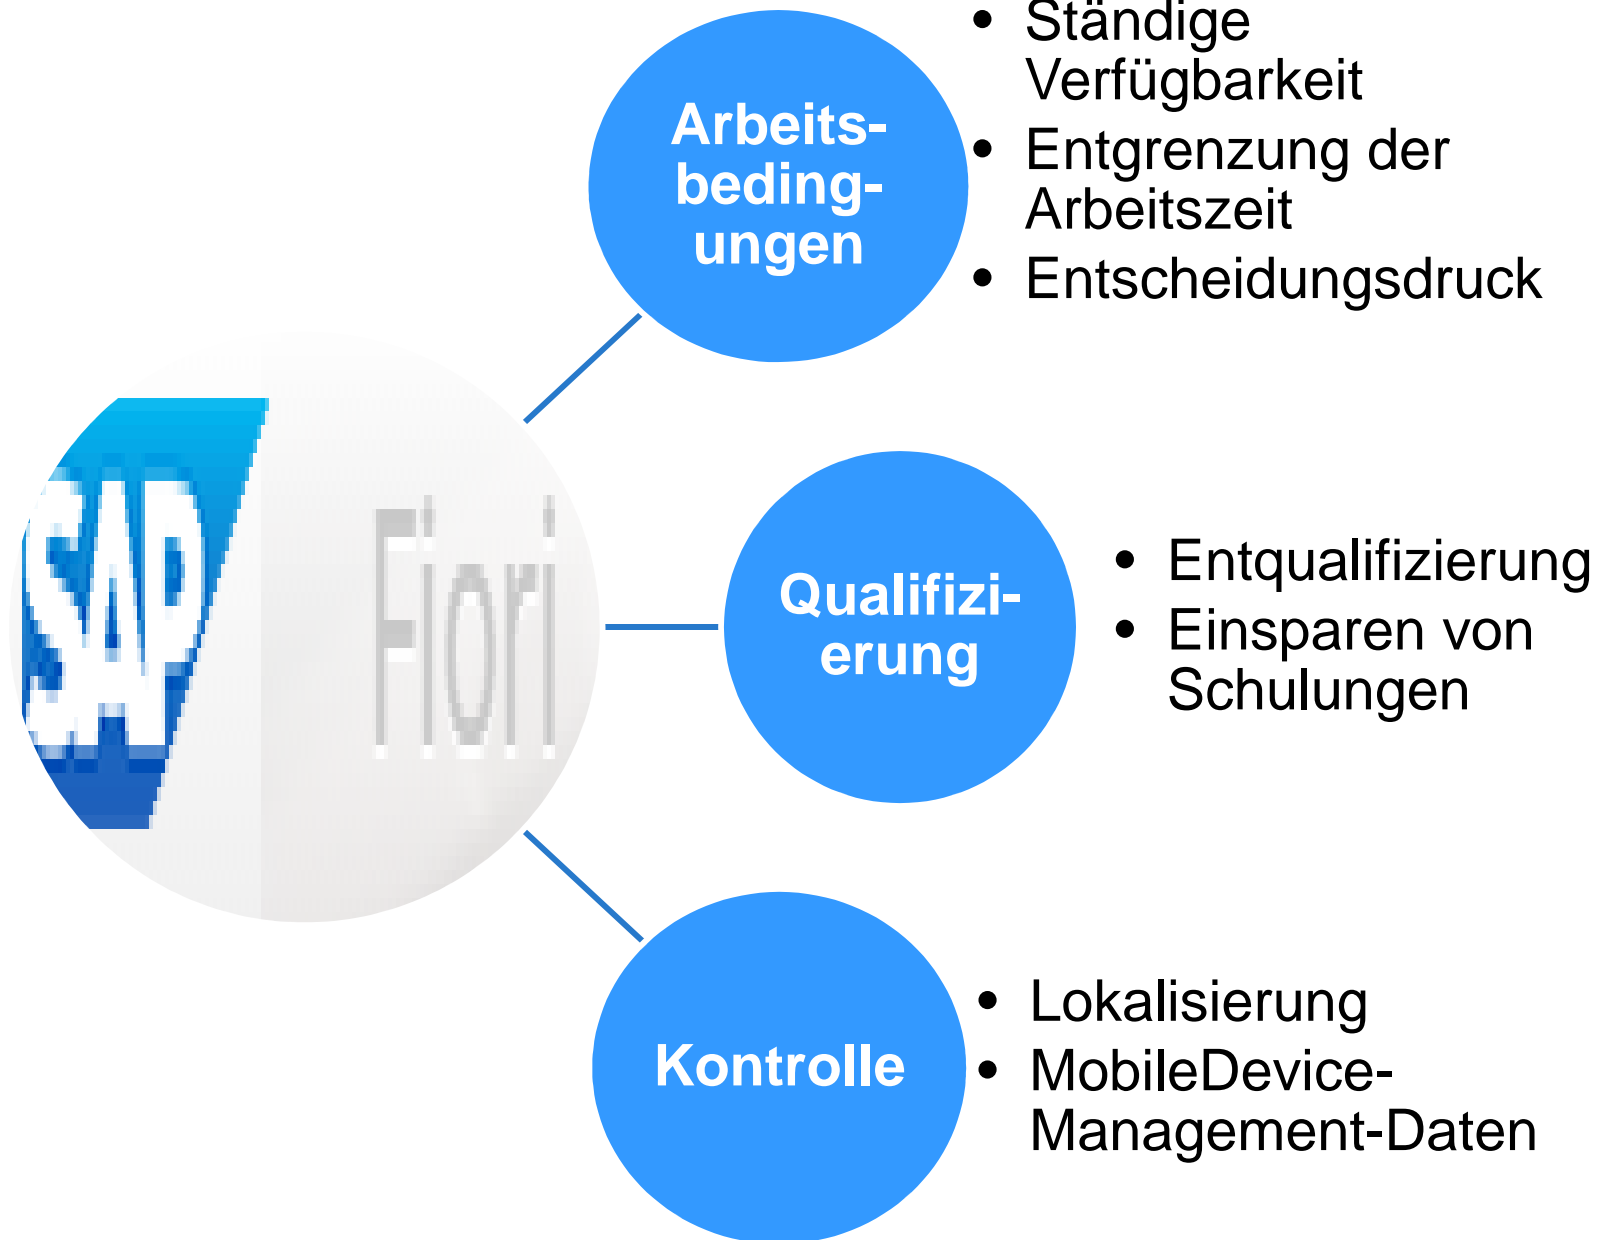 SAP
Fiori
Arbeits-
beding-
ungen
• Ständige
Verfügbarkeit
• Entgrenzung der
Arbeitszeit
• Entscheidungsdruck
Qualifizi-
erung
• Entqualifizierung
• Einsparen von
Schulungen
Kontrolle
• Lokalisierung
• MobileDevice-
Management-Daten